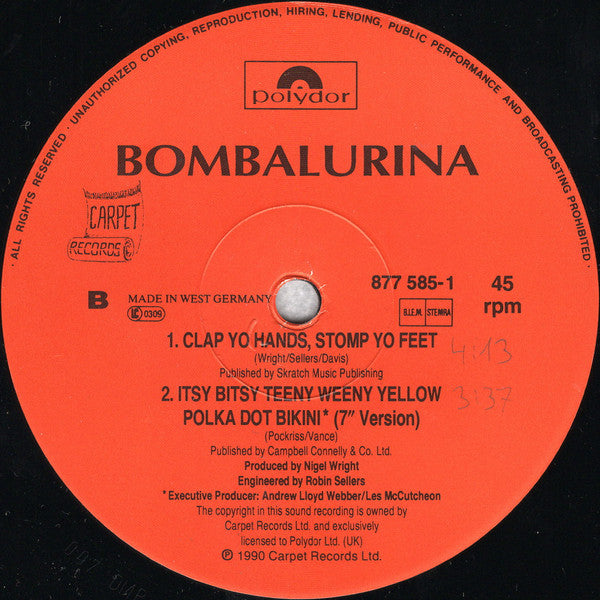 · ALL RIGHTS RESERVED · UNAUTHORIZED COPYING, REPRODUCTION, HIRING, LENDING, PUBLIC PERFORMANCE AND BROADCASTING PROHIBITED ·
polydor
BOMBALURINA
CARPET
RECORDS
877 585-1 45
B MADE IN WEST GERMANY B.I.E.M. STEMRA rpm
LC 0309
1. CLAP YO HANDS, STOMP YO FEET 4:13
(Wright/Sellers/Davis)
Published by Skratch Music Publishing
2. ITSY BITSY TEENY WEENY YELLOW 3:37
POLKA DOT BIKINI* (7" Version)
(Pockriss/Vance)
Published by Campbell Connelly & Co. Ltd.
Produced by Nigel Wright
Engineered by Robin Sellers
*Executive Producer: Andrew Lloyd Webber/Les McCutcheon
The copyright in this sound recording is owned by
Carpet Records Ltd. and exclusively
licensed to Polydor Ltd. (UK)
℗ 1990 Carpet Records Ltd.